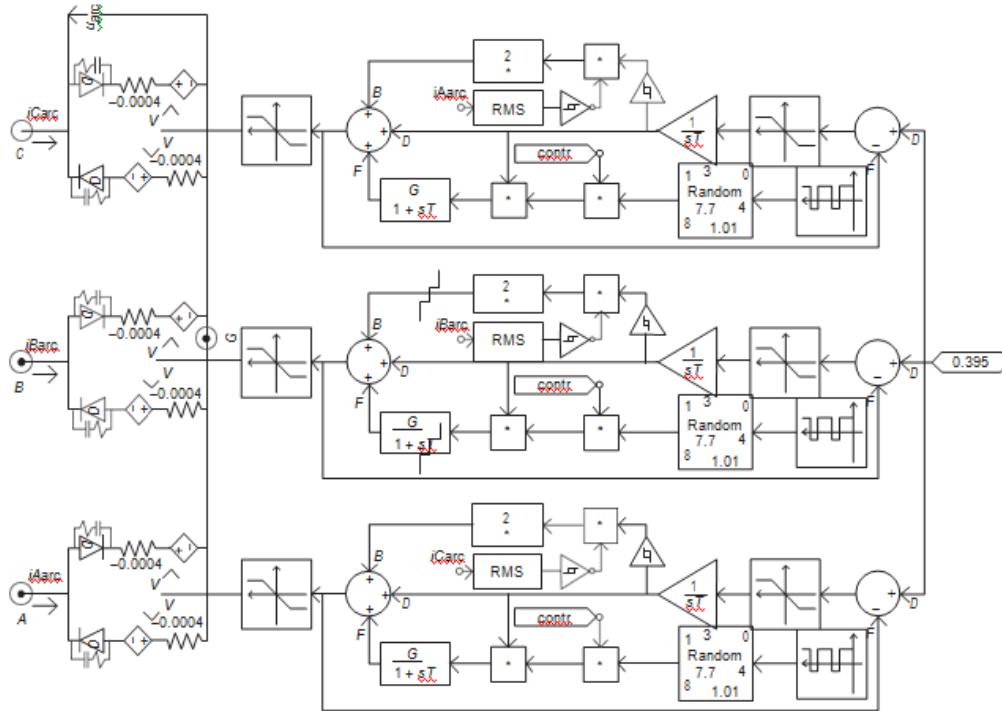 uarc
iCarc
C
D
–0.0004
+ –
V
V
–0.0004
D
– +
B
F
D
+
+
+
2
*
*
iAarc
RMS
contr.
G
1 + sT
*
*
1
sT
1 3 0
Random
7.7 4
8 1.01
+
–
D
F
iBarc
B
D
–0.0004
+ –
V
V
–0.0004
D
– +
G
B
F
D
+
+
+
2
*
*
iBarc
RMS
contr.
G
1 + sT
*
*
1
sT
1 3 0
Random
7.7 4
8 1.01
+
–
D
F
0.395
iAarc
A
D
–0.0004
+ –
V
V
–0.0004
D
– +
B
F
D
+
+
+
2
*
*
iCarc
RMS
contr.
G
1 + sT
*
*
1
sT
1 3 0
Random
7.7 4
8 1.01
+
–
D
F